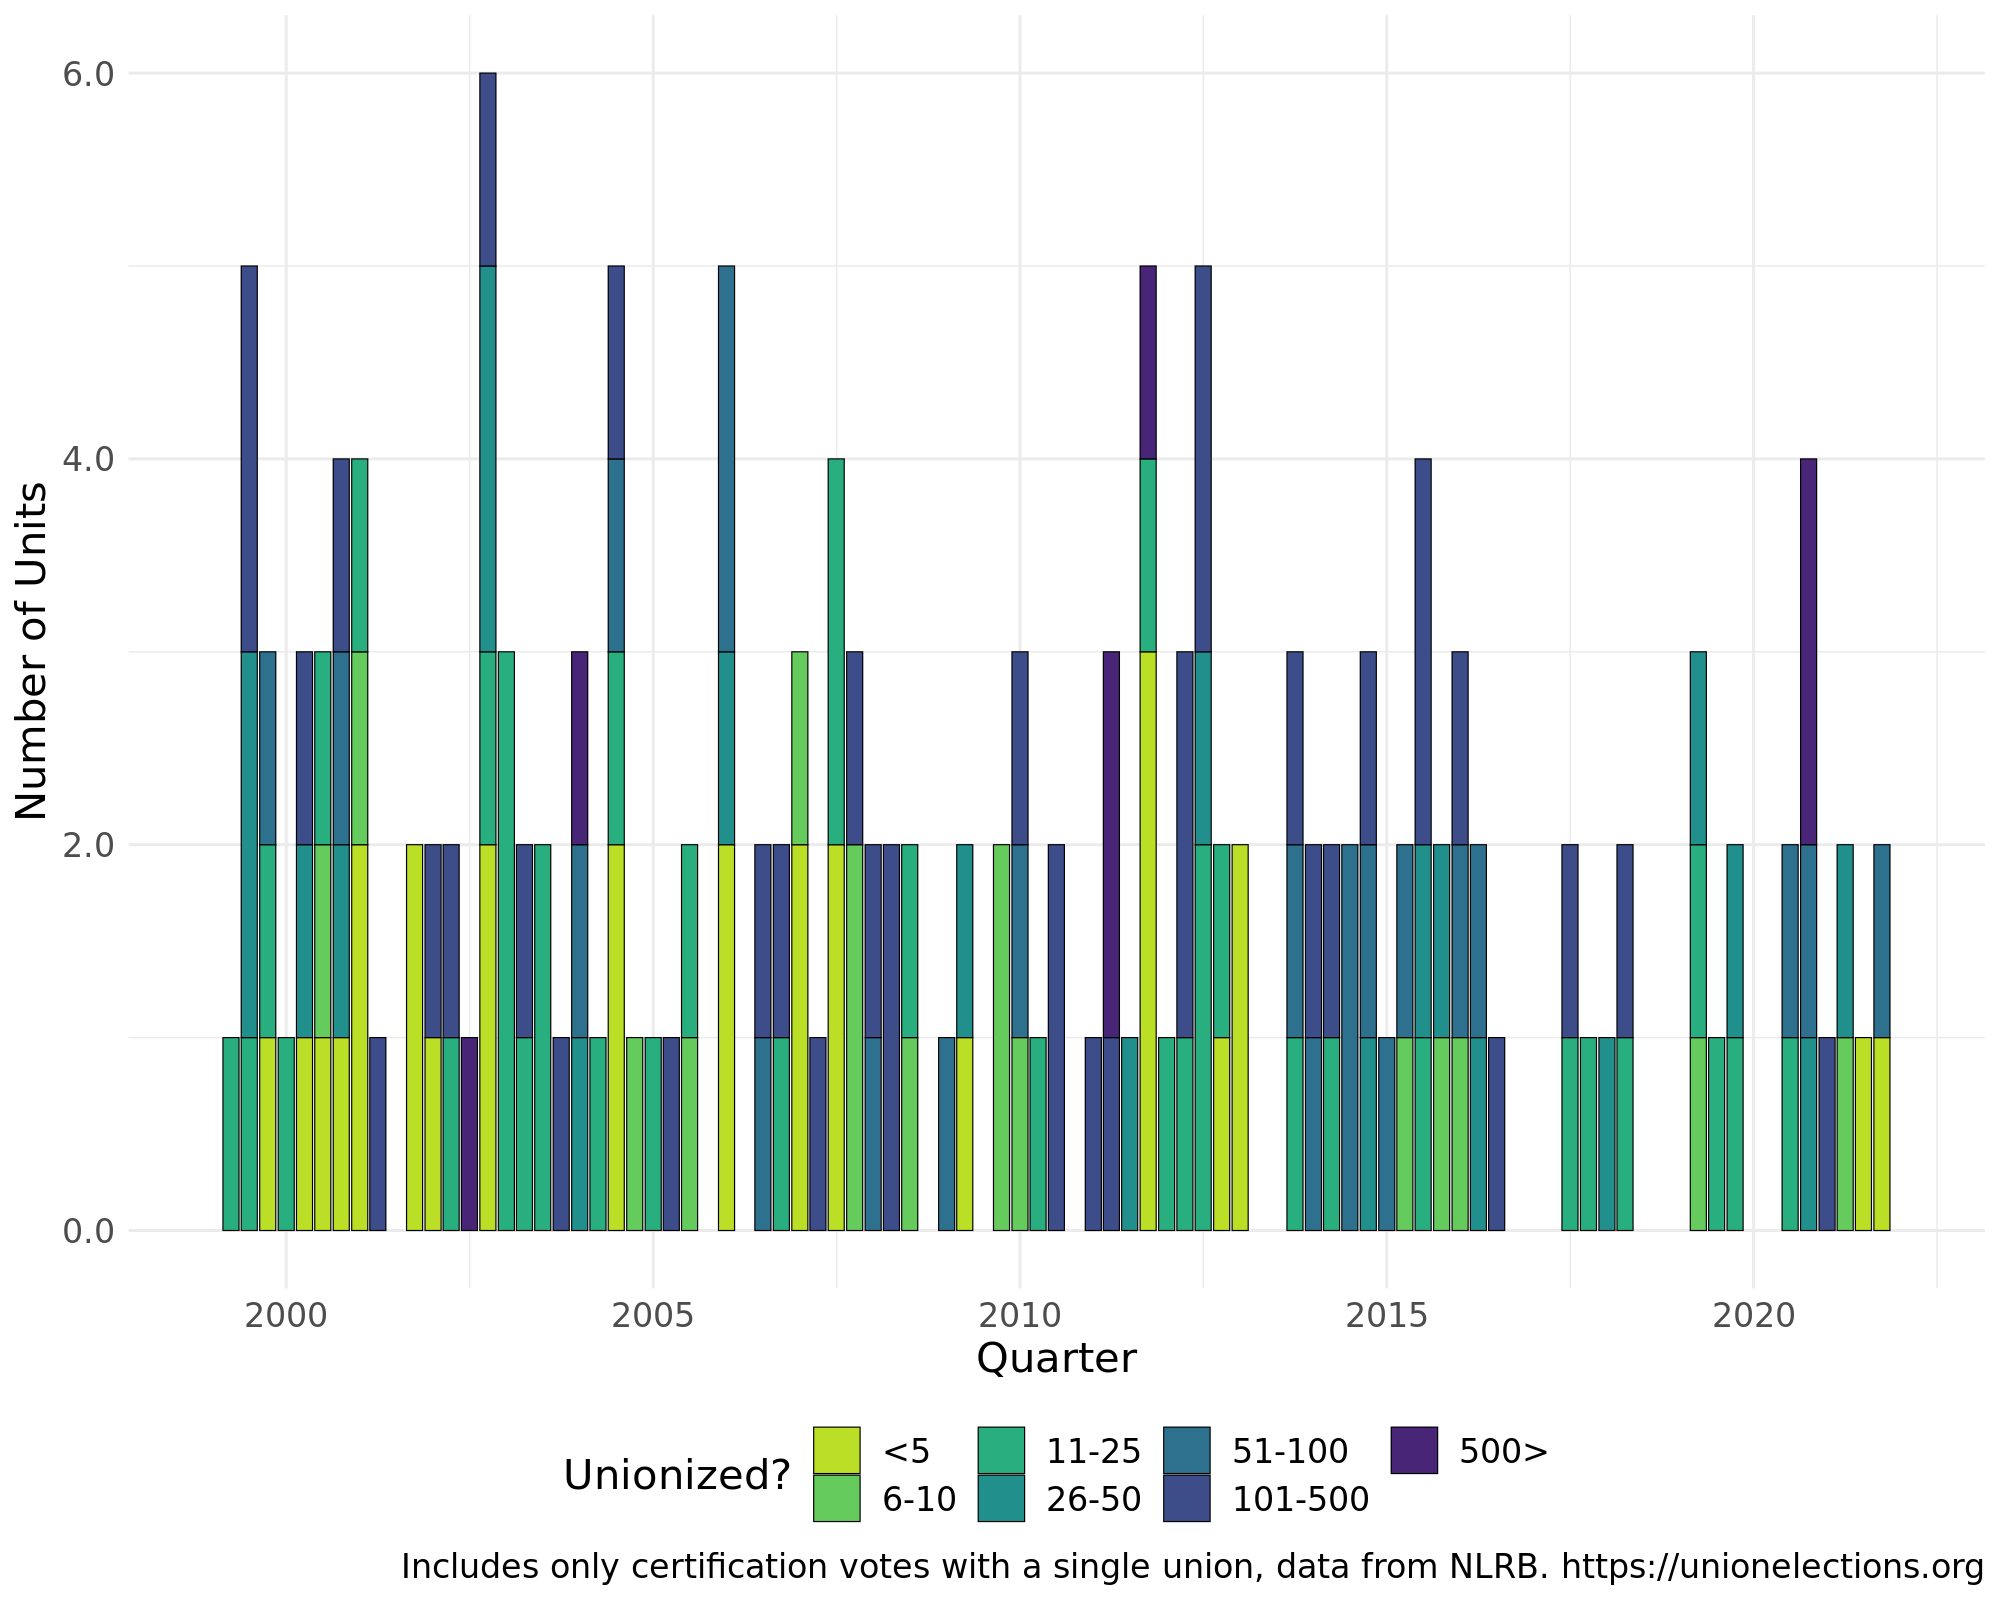 6.0
4.0
2.0
0.0
Number of Units
2000 2005 2010 2015 2020
Quarter
Unionized?
<5 11-25 51-100 500>
6-10 26-50 101-500
Includes only certification votes with a single union, data from NLRB. https://unionelections.org